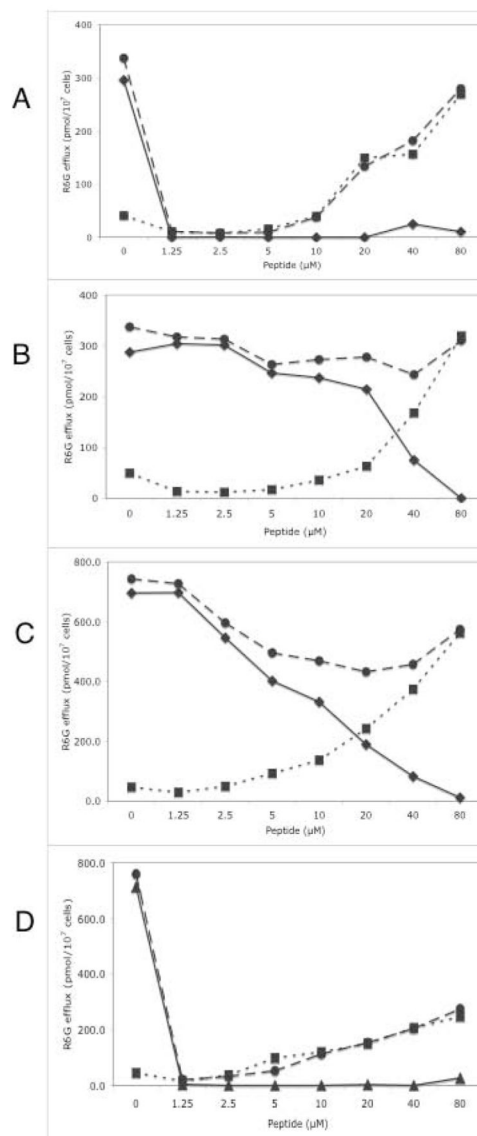 A
R6G efflux (pmol/10⁷ cells)
400
300
200
100
0
0 1.25 2.5 5 10 20 40 80
Peptide (µM)
B
R6G efflux (pmol/10⁷ cells)
400
300
200
100
0
0 1.25 2.5 5 10 20 40 80
Peptide (µM)
C
R6G efflux (pmol/10⁷ cells)
800.0
600.0
400.0
200.0
0.0
0 1.25 2.5 5 10 20 40 80
Peptide (µM)
D
R6G efflux (pmol/10⁷ cells)
800.0
600.0
400.0
200.0
0.0
0 1.25 2.5 5 10 20 40 80
Peptide (µM)